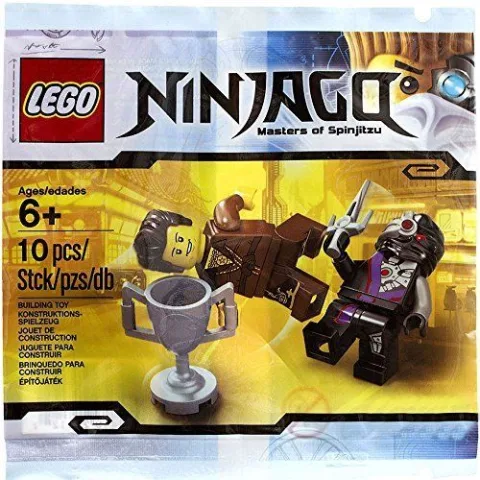 LEGO
NINJAGO
Masters of Spinjitzu
Ages/edades
6+
10 pcs/
Stck/pzs/db
BUILDING TOY
KONSTRUKTIONS-
SPIELZEUG
JOUET DE
CONSTRUCTION
JUGUETE PARA
CONSTRUIR
BRINQUEDO PARA
CONSTRUIR
ÉPÍTŐJÁTÉK